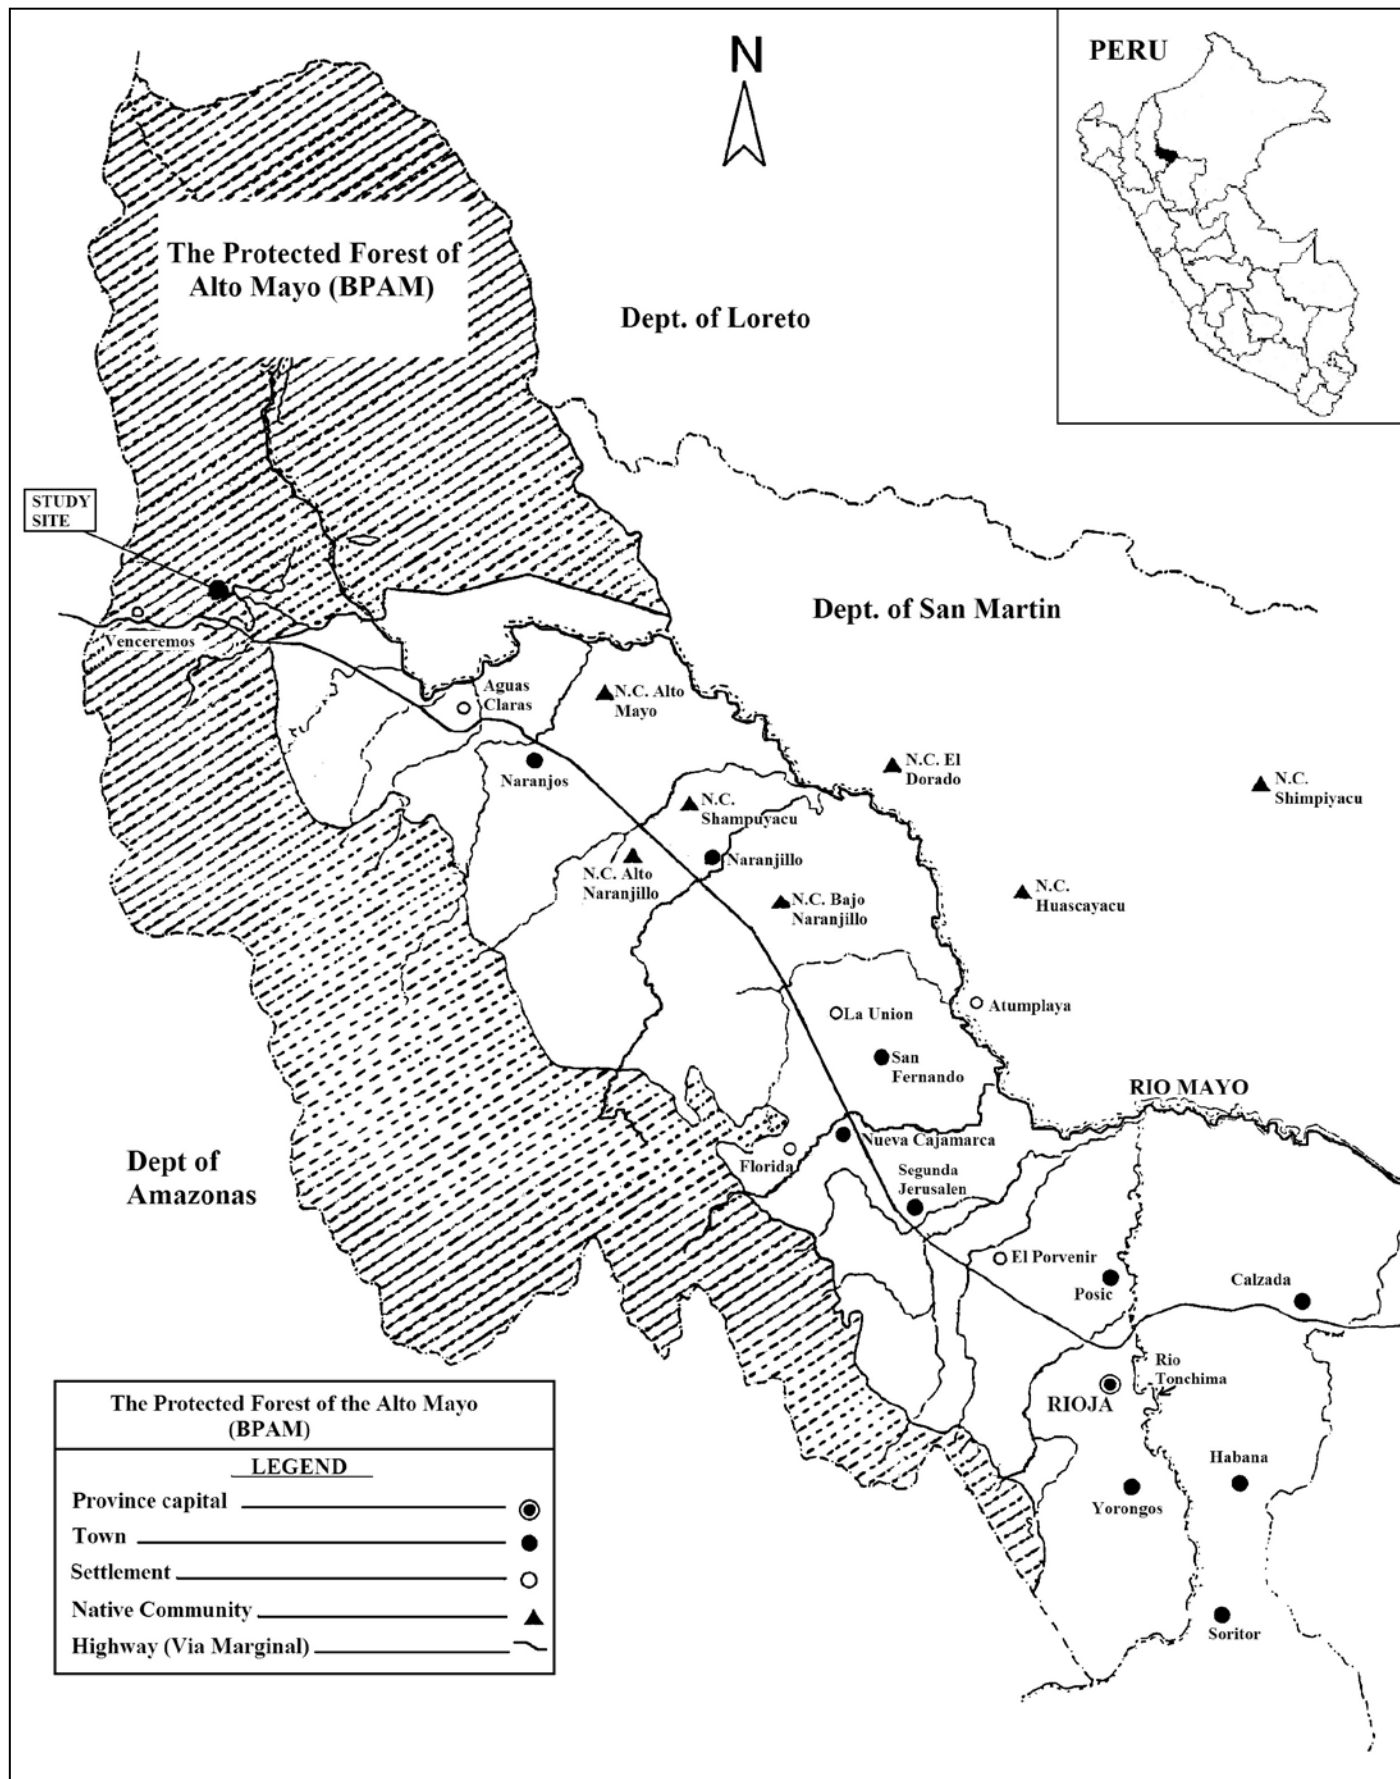 N
PERU
The Protected Forest of
Alto Mayo (BPAM)
Dept. of Loreto
STUDY
SITE
Dept. of San Martin
Venceremos
Aguas
Claras
N.C. Alto
Mayo
Naranjos
N.C. El
Dorado
N.C.
Shimpiyacu
N.C.
Shampuyacu
Naranjillo
N.C. Alto
Naranjillo
N.C. Bajo
Naranjillo
N.C.
Huascayacu
La Union
Atumplaya
San
Fernando
RIO MAYO
Nueva Cajamarca
Florida
Segunda
Jerusalen
Dept of
Amazonas
El Porvenir
Posic
Calzada
Rio
Tonchima
RIOJA
Habana
Yorongos
Soritor
The Protected Forest of the Alto Mayo
(BPAM)
LEGEND
Province capital
Town
Settlement
Native Community
Highway (Via Marginal)